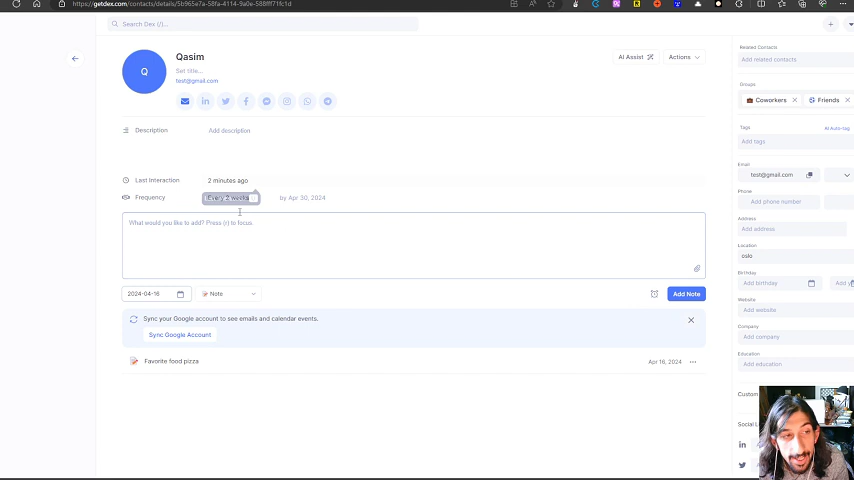 https://getdex.com/contacts/details/5b965e7a-58fa-4114-9a0e-588fff71fc1d
Search Dex (/)...
Q
Qasim
Set title...
test@gmail.com
AI Assist
Actions
Description
Add description
Last Interaction
2 minutes ago
Frequency
Every 2 weeks
by Apr 30, 2024
What would you like to add? Press (r) to focus.
2024-04-16
Note
Add Note
Sync your Google account to see emails and calendar events.
Sync Google Account
Favorite food pizza
Apr 16, 2024
Related Contacts
Add related contacts
Groups
Coworkers
Friends
Tags
AI Auto-tag
Add tags
Email
test@gmail.com
Phone
Add phone number
Address
Add address
Location
oslo
Birthday
Add birthday
Add y
Website
Add website
Company
Add company
Education
Add education
Custom
Social L